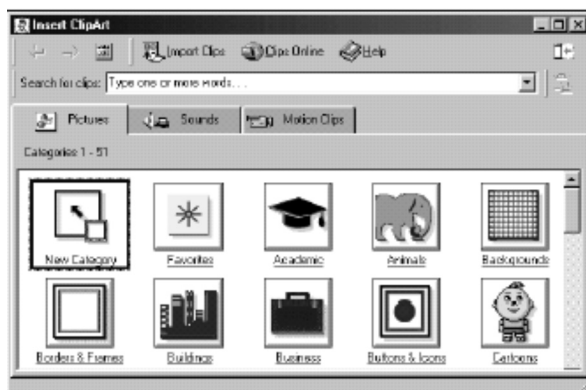 Insert ClipArt
Import Clips Clips Online Help
Search for clips: Type one or more words...
Pictures Sounds Motion Clips
Categories 1 - 51
New Category Favorites Academic Animals Backgrounds
Borders & Frames Buildings Business Buttons & Icons Cartoons